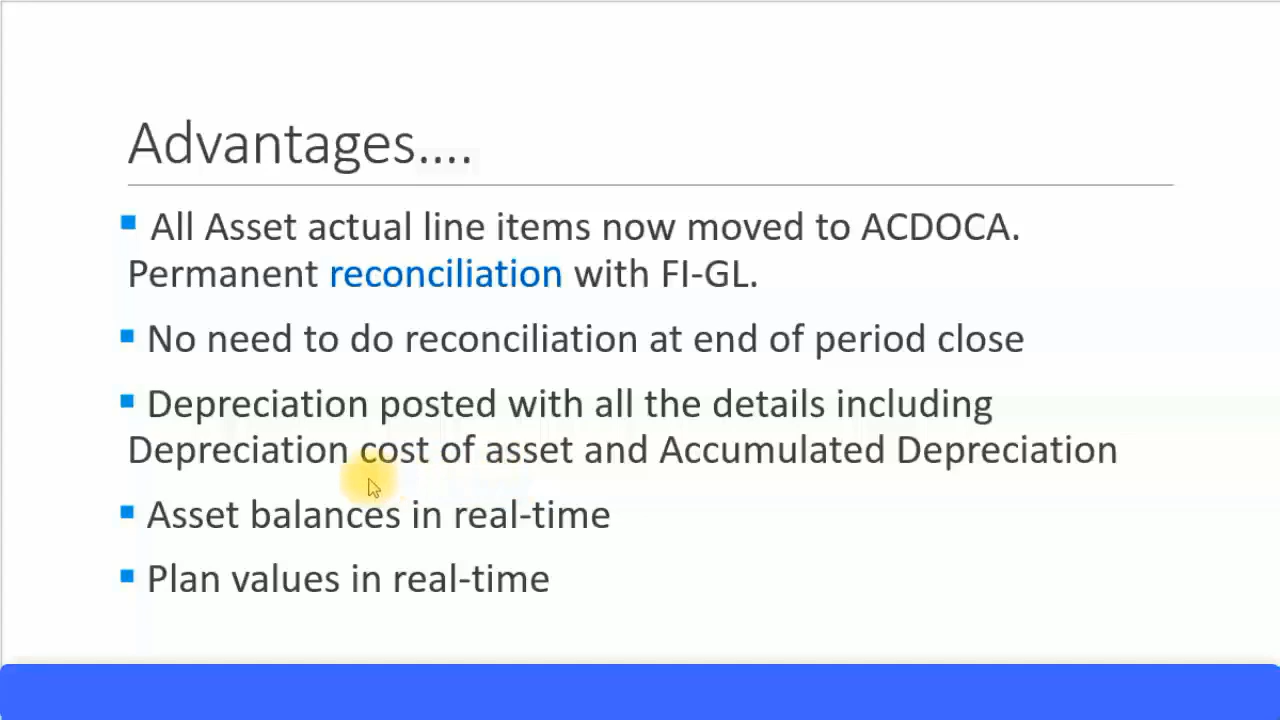 Advantages....
▪ All Asset actual line items now moved to ACDOCA.
Permanent reconciliation with FI-GL.
▪ No need to do reconciliation at end of period close
▪ Depreciation posted with all the details including
Depreciation cost of asset and Accumulated Depreciation
▪ Asset balances in real-time
▪ Plan values in real-time